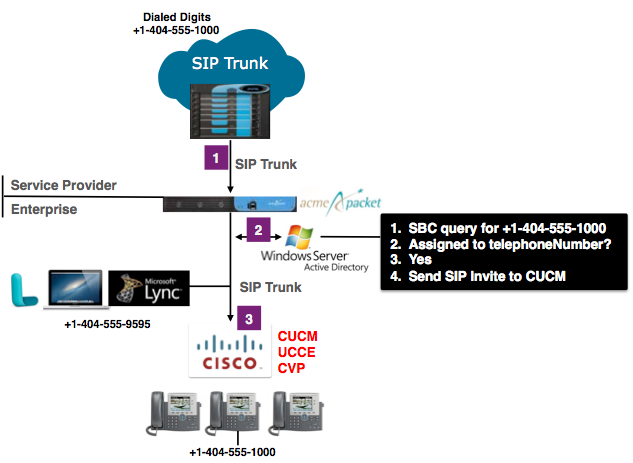 Dialed Digits
+1-404-555-1000
SIP Trunk
1
SIP Trunk
Service Provider
Enterprise
acme packet
2
Windows Server
Active Directory
1. SBC query for +1-404-555-1000
2. Assigned to telephoneNumber?
3. Yes
4. Send SIP Invite to CUCM
Microsoft
Lync
SIP Trunk
+1-404-555-9595
3
CISCO
CUCM
UCCE
CVP
+1-404-555-1000